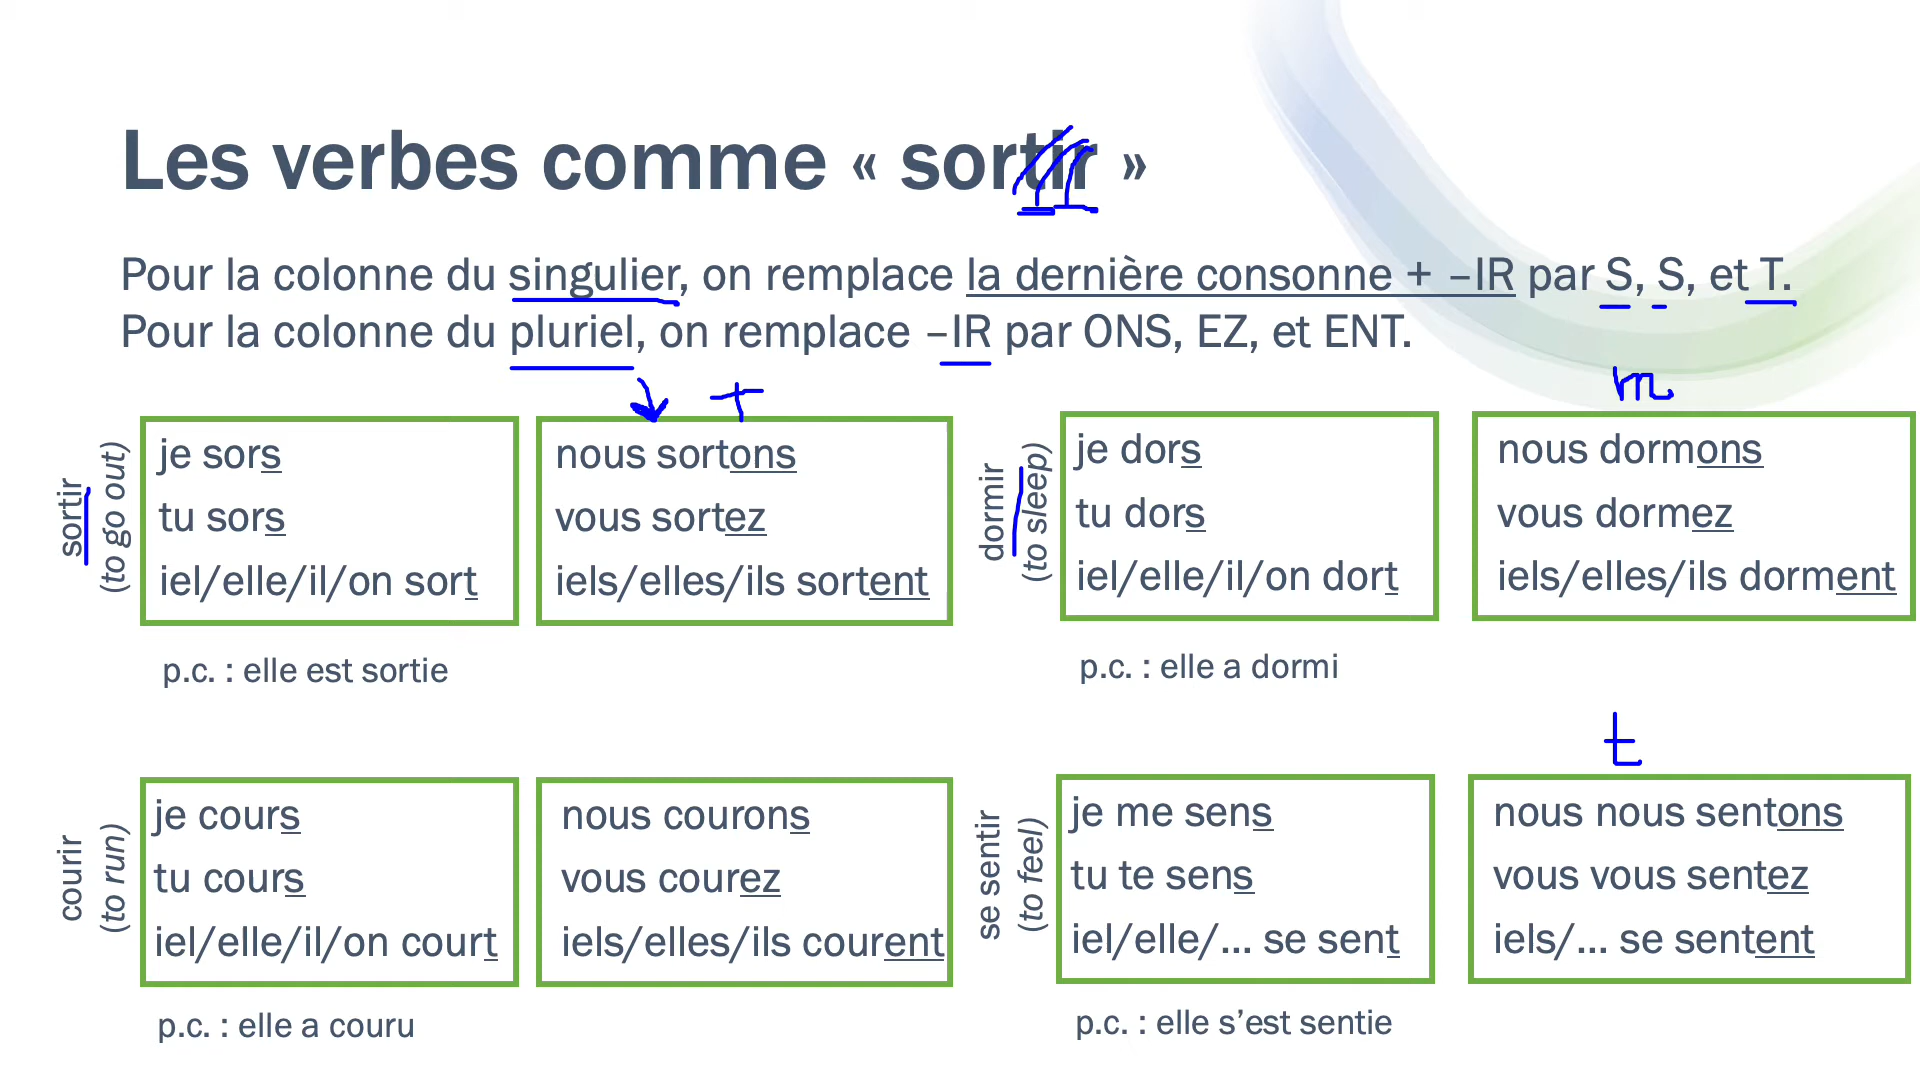 Les verbes comme « sortir »
Pour la colonne du singulier, on remplace la dernière consonne + –IR par S, S, et T.
Pour la colonne du pluriel, on remplace –IR par ONS, EZ, et ENT.
sortir
(to go out)
je sors
tu sors
iel/elle/il/on sort
t
nous sortons
vous sortez
iels/elles/ils sortent
p.c. : elle est sortie
dormir
(to sleep)
je dors
tu dors
iel/elle/il/on dort
m
nous dormons
vous dormez
iels/elles/ils dorment
p.c. : elle a dormi
courir
(to run)
je cours
tu cours
iel/elle/il/on court
nous courons
vous courez
iels/elles/ils courent
p.c. : elle a couru
se sentir
(to feel)
je me sens
tu te sens
iel/elle/... se sent
t
nous nous sentons
vous vous sentez
iels/... se sentent
p.c. : elle s’est sentie